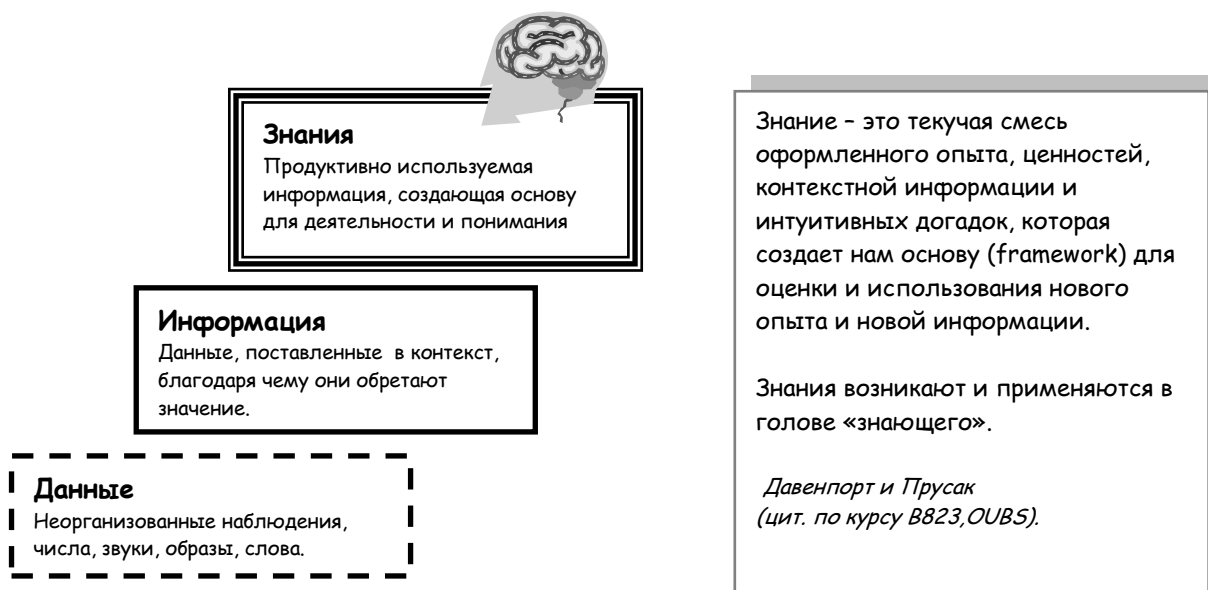 Знания
Продуктивно используемая
информация, создающая основу
для деятельности и понимания
Информация
Данные, поставленные в контекст,
благодаря чему они обретают
значение.
Данные
Неорганизованные наблюдения,
числа, звуки, образы, слова.
Знание – это текучая смесь
оформленного опыта, ценностей,
контекстной информации и
интуитивных догадок, которая
создает нам основу (framework) для
оценки и использования нового
опыта и новой информации.
Знания возникают и применяются в
голове «знающего».
Давенпорт и Прусак
(цит. по курсу B823,OUBS).